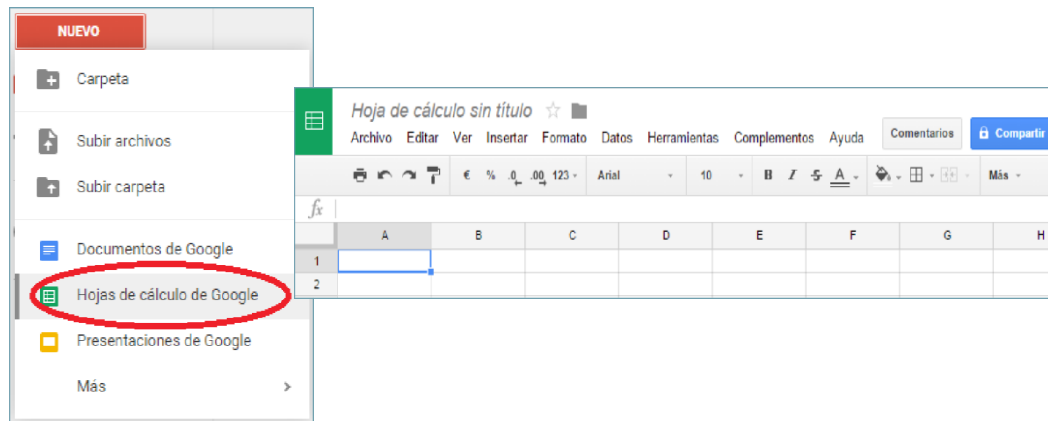 NUEVO
Carpeta
Subir archivos
Subir carpeta
Documentos de Google
Hojas de cálculo de Google
Presentaciones de Google
Más
Hoja de cálculo sin título
Archivo Editar Ver Insertar Formato Datos Herramientas Complementos Ayuda Comentarios Compartir
€ % .0 .00 123 Arial 10 B I S A Más
fx
A B C D E F G H
1
2